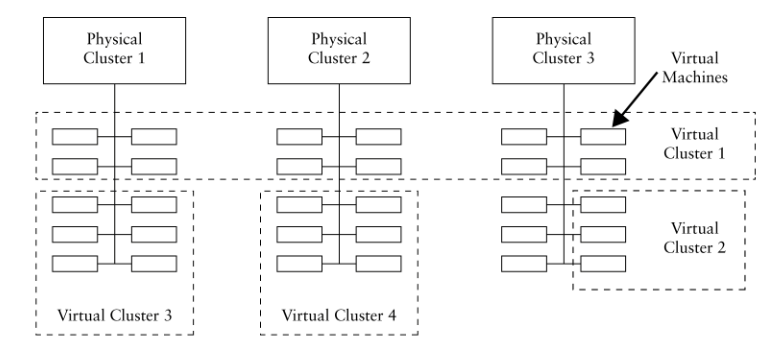 Physical
Cluster 1
Physical
Cluster 2
Physical
Cluster 3
Virtual
Machines
Virtual
Cluster 1
Virtual
Cluster 2
Virtual Cluster 3
Virtual Cluster 4